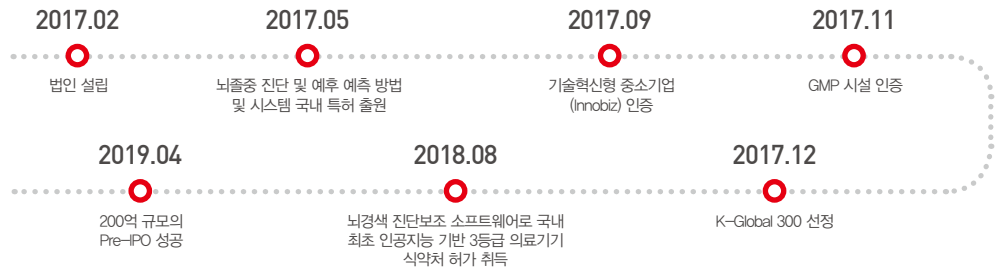 2017.02
법인 설립
2017.05
뇌졸중 진단 및 예후 예측 방법
및 시스템 국내 특허 출원
2017.09
기술혁신형 중소기업
(Innobiz) 인증
2017.11
GMP 시설 인증
2017.12
K-Global 300 선정
2018.08
뇌경색 진단보조 소프트웨어로 국내
최초 인공지능 기반 3등급 의료기기
식약처 허가 취득
2019.04
200억 규모의
Pre-IPO 성공